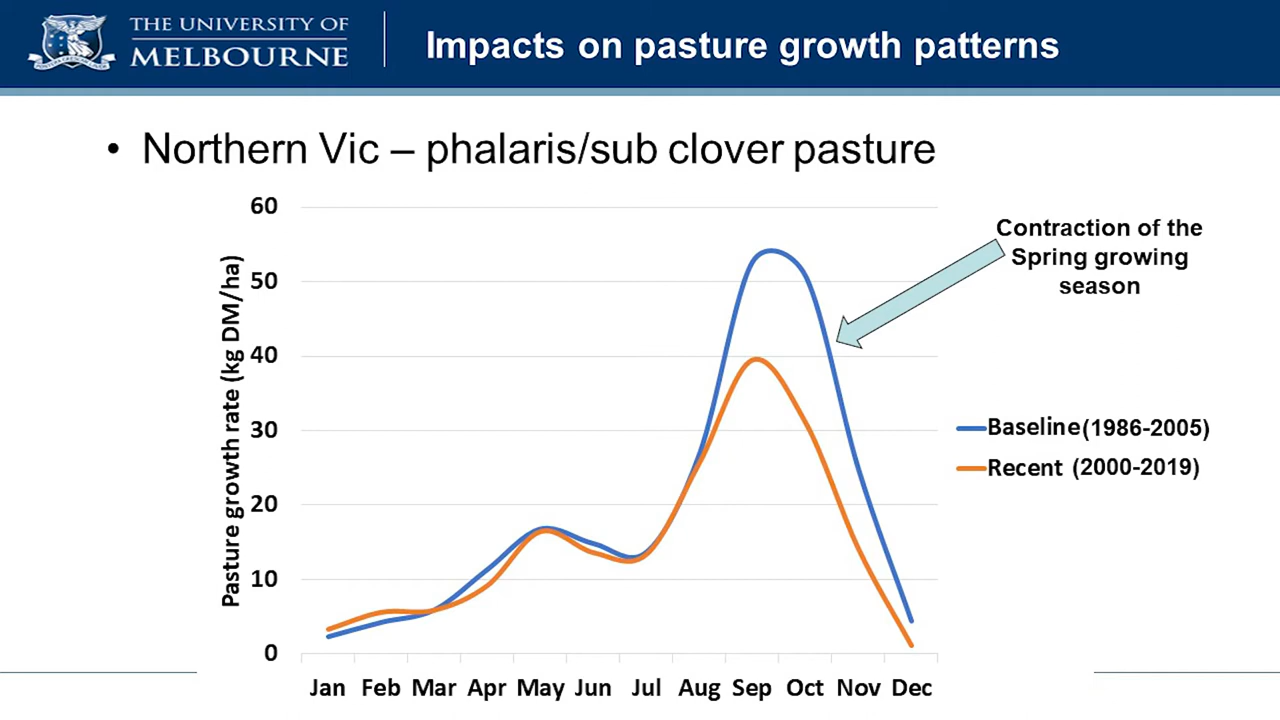 THE UNIVERSITY OF
MELBOURNE
Impacts on pasture growth patterns
• Northern Vic – phalaris/sub clover pasture
Pasture growth rate (kg DM/ha)
60
50
40
30
20
10
0
Jan Feb Mar Apr May Jun Jul Aug Sep Oct Nov Dec
Contraction of the
Spring growing
season
Baseline (1986-2005)
Recent (2000-2019)